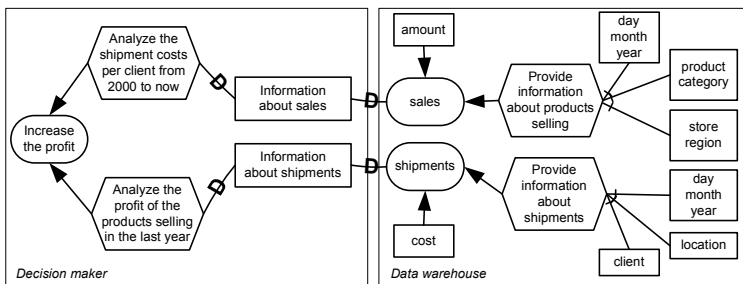 Analyze the
shipment costs
per client from
2000 to now
Increase
the profit
Analyze the
profit of the
products selling
in the last year
D
Information
about sales
D
Information
about shipments
Decision maker
D
D
amount
sales
shipments
cost
Provide
information
about products
selling
Provide
information
about
shipments
day
month
year
product
category
store
region
day
month
year
location
client
Data warehouse